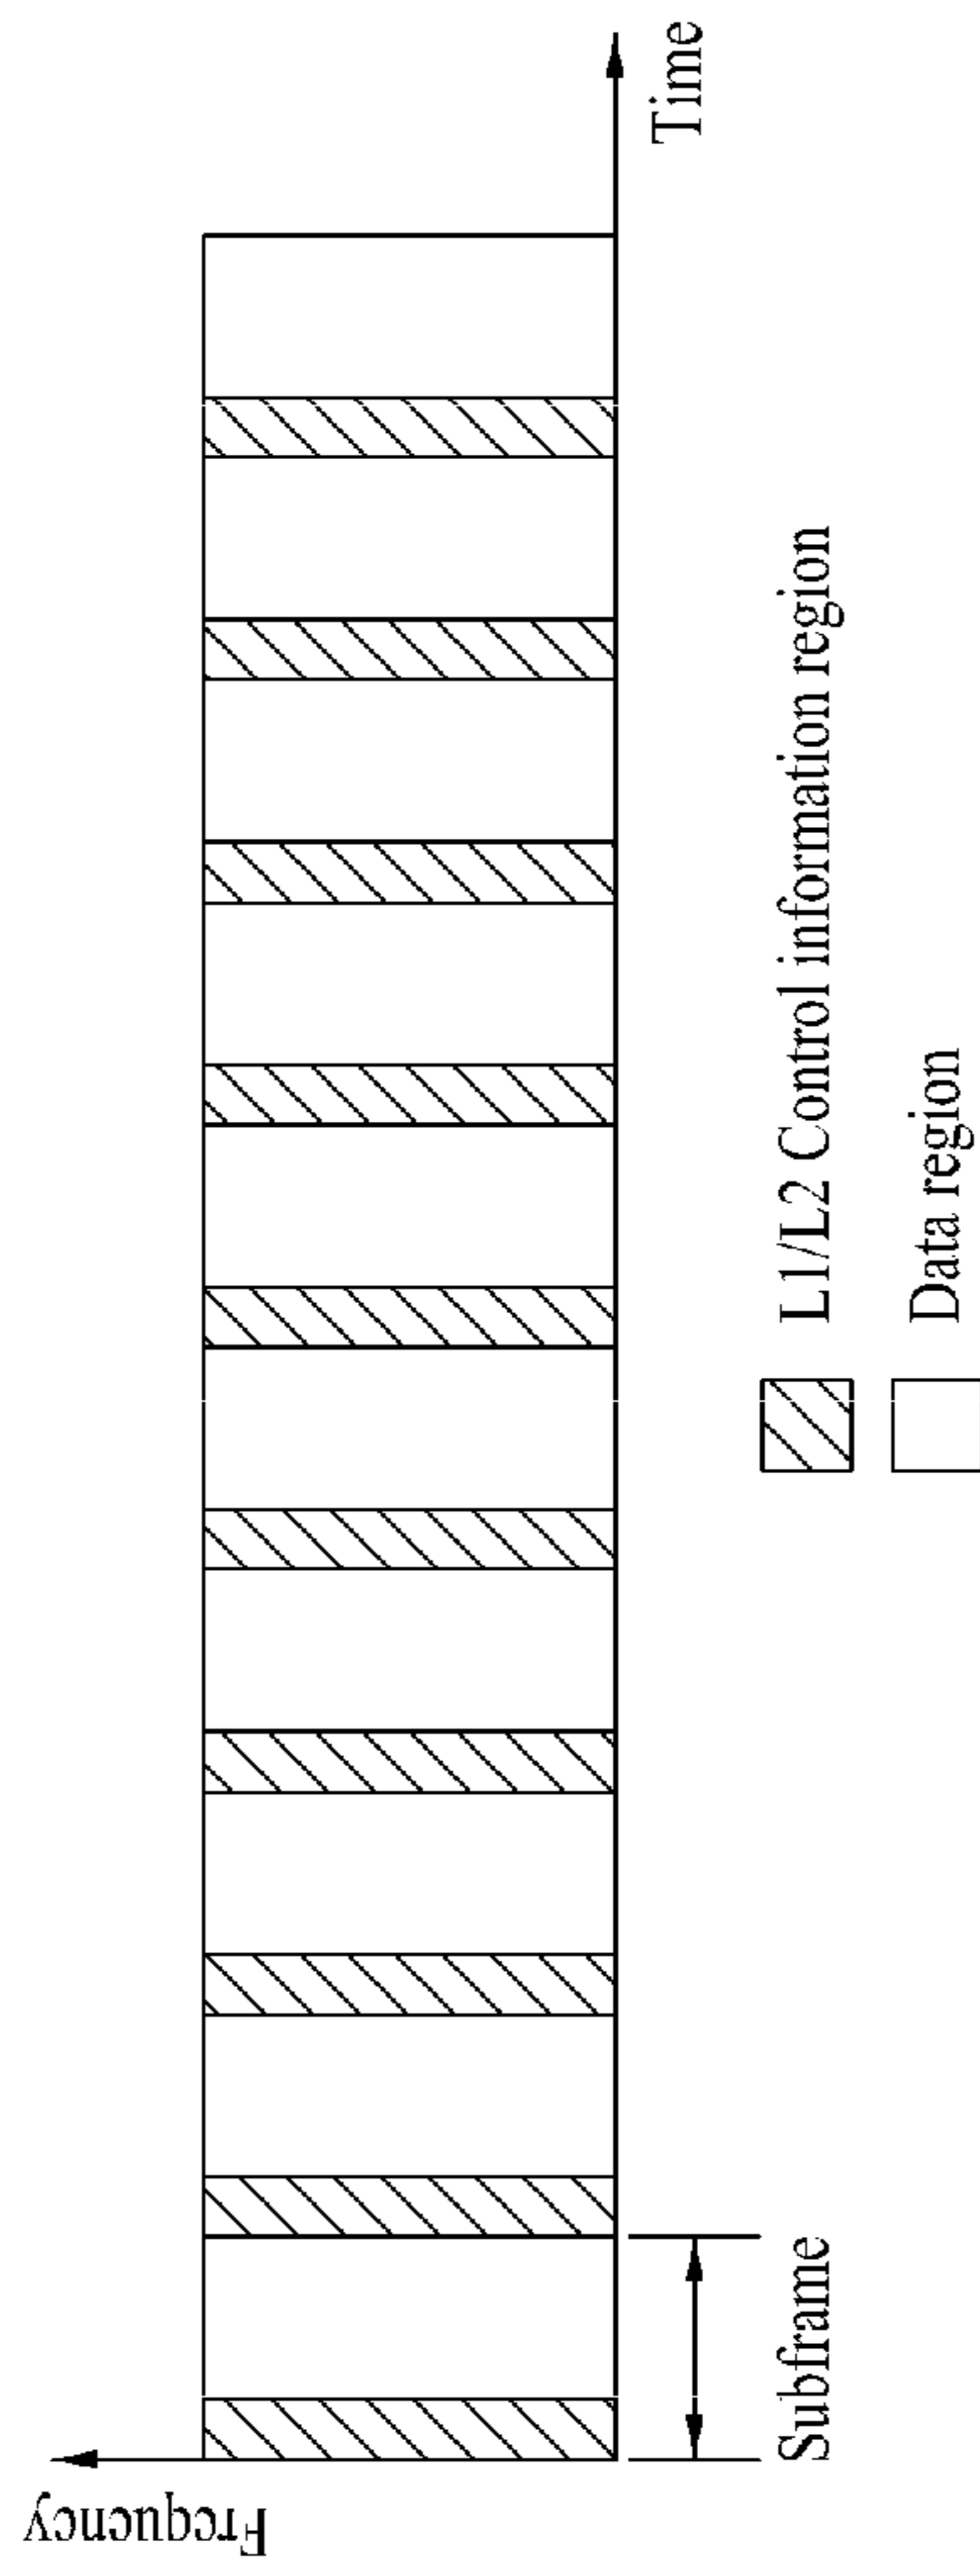 Frequency
Time
Subframe
L1/L2 Control information region
Data region